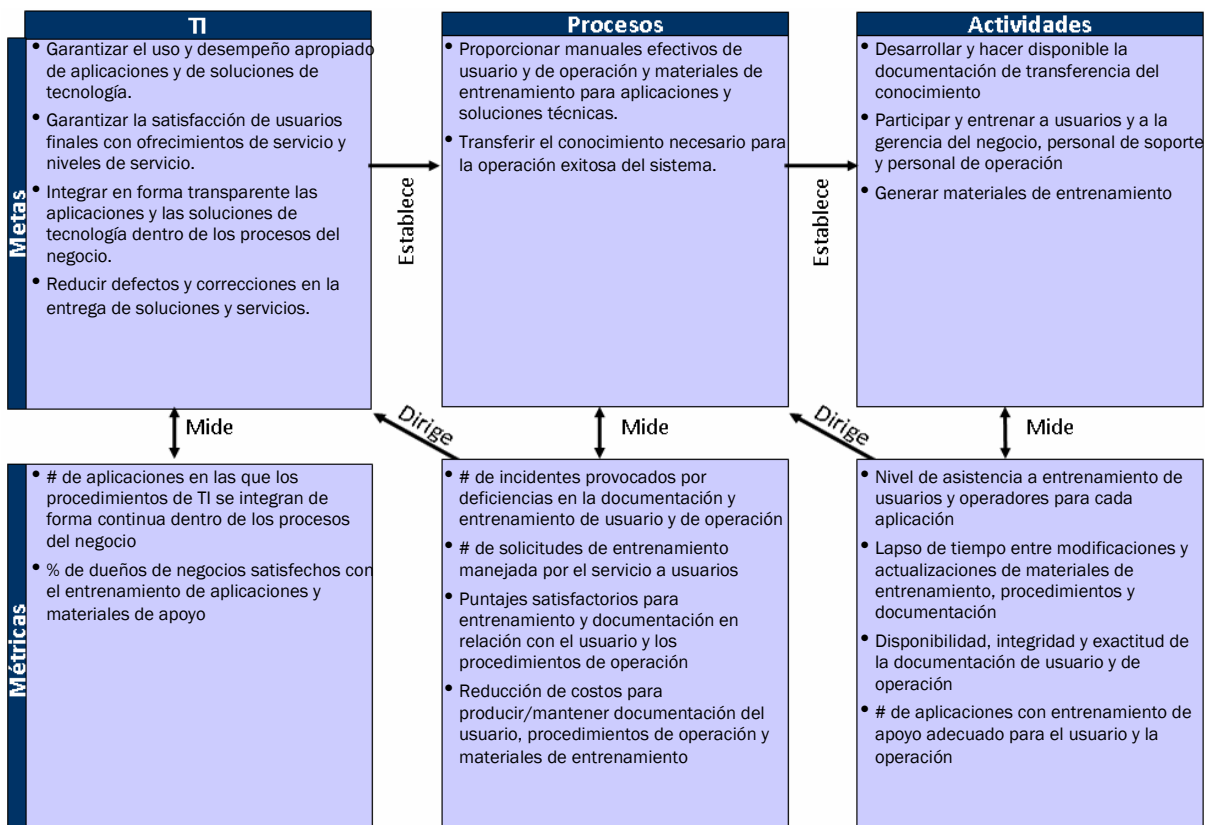 TI
Procesos
Actividades
Metas
• Garantizar el uso y desempeño apropiado
de aplicaciones y de soluciones de
tecnología.
• Garantizar la satisfacción de usuarios
finales con ofrecimientos de servicio y
niveles de servicio.
• Integrar en forma transparente las
aplicaciones y las soluciones de
tecnología dentro de los procesos del
negocio.
• Reducir defectos y correcciones en la
entrega de soluciones y servicios.
Establece
• Proporcionar manuales efectivos de
usuario y de operación y materiales de
entrenamiento para aplicaciones y
soluciones técnicas.
• Transferir el conocimiento necesario para
la operación exitosa del sistema.
Establece
• Desarrollar y hacer disponible la
documentación de transferencia del
conocimiento
• Participar y entrenar a usuarios y a la
gerencia del negocio, personal de soporte
y personal de operación
• Generar materiales de entrenamiento
Mide
Dirige
Mide
Dirige
Mide
Métricas
• # de aplicaciones en las que los
procedimientos de TI se integran de
forma continua dentro de los procesos
del negocio
• % de dueños de negocios satisfechos con
el entrenamiento de aplicaciones y
materiales de apoyo
• # de incidentes provocados por
deficiencias en la documentación y
entrenamiento de usuario y de operación
• # de solicitudes de entrenamiento
manejada por el servicio a usuarios
• Puntajes satisfactorios para
entrenamiento y documentación en
relación con el usuario y los
procedimientos de operación
• Reducción de costos para
producir/mantener documentación del
usuario, procedimientos de operación y
materiales de entrenamiento
• Nivel de asistencia a entrenamiento de
usuarios y operadores para cada
aplicación
• Lapso de tiempo entre modificaciones y
actualizaciones de materiales de
entrenamiento, procedimientos y
documentación
• Disponibilidad, integridad y exactitud de
la documentación de usuario y de
operación
• # de aplicaciones con entrenamiento de
apoyo adecuado para el usuario y la
operación